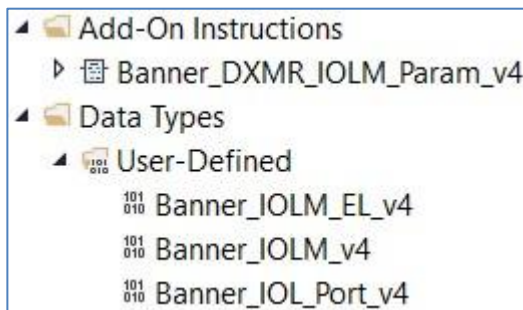 Add-On Instructions
Banner_DXMR_IOLM_Param_v4
Data Types
User-Defined
Banner_IOLM_EL_v4
Banner_IOLM_v4
Banner_IOL_Port_v4